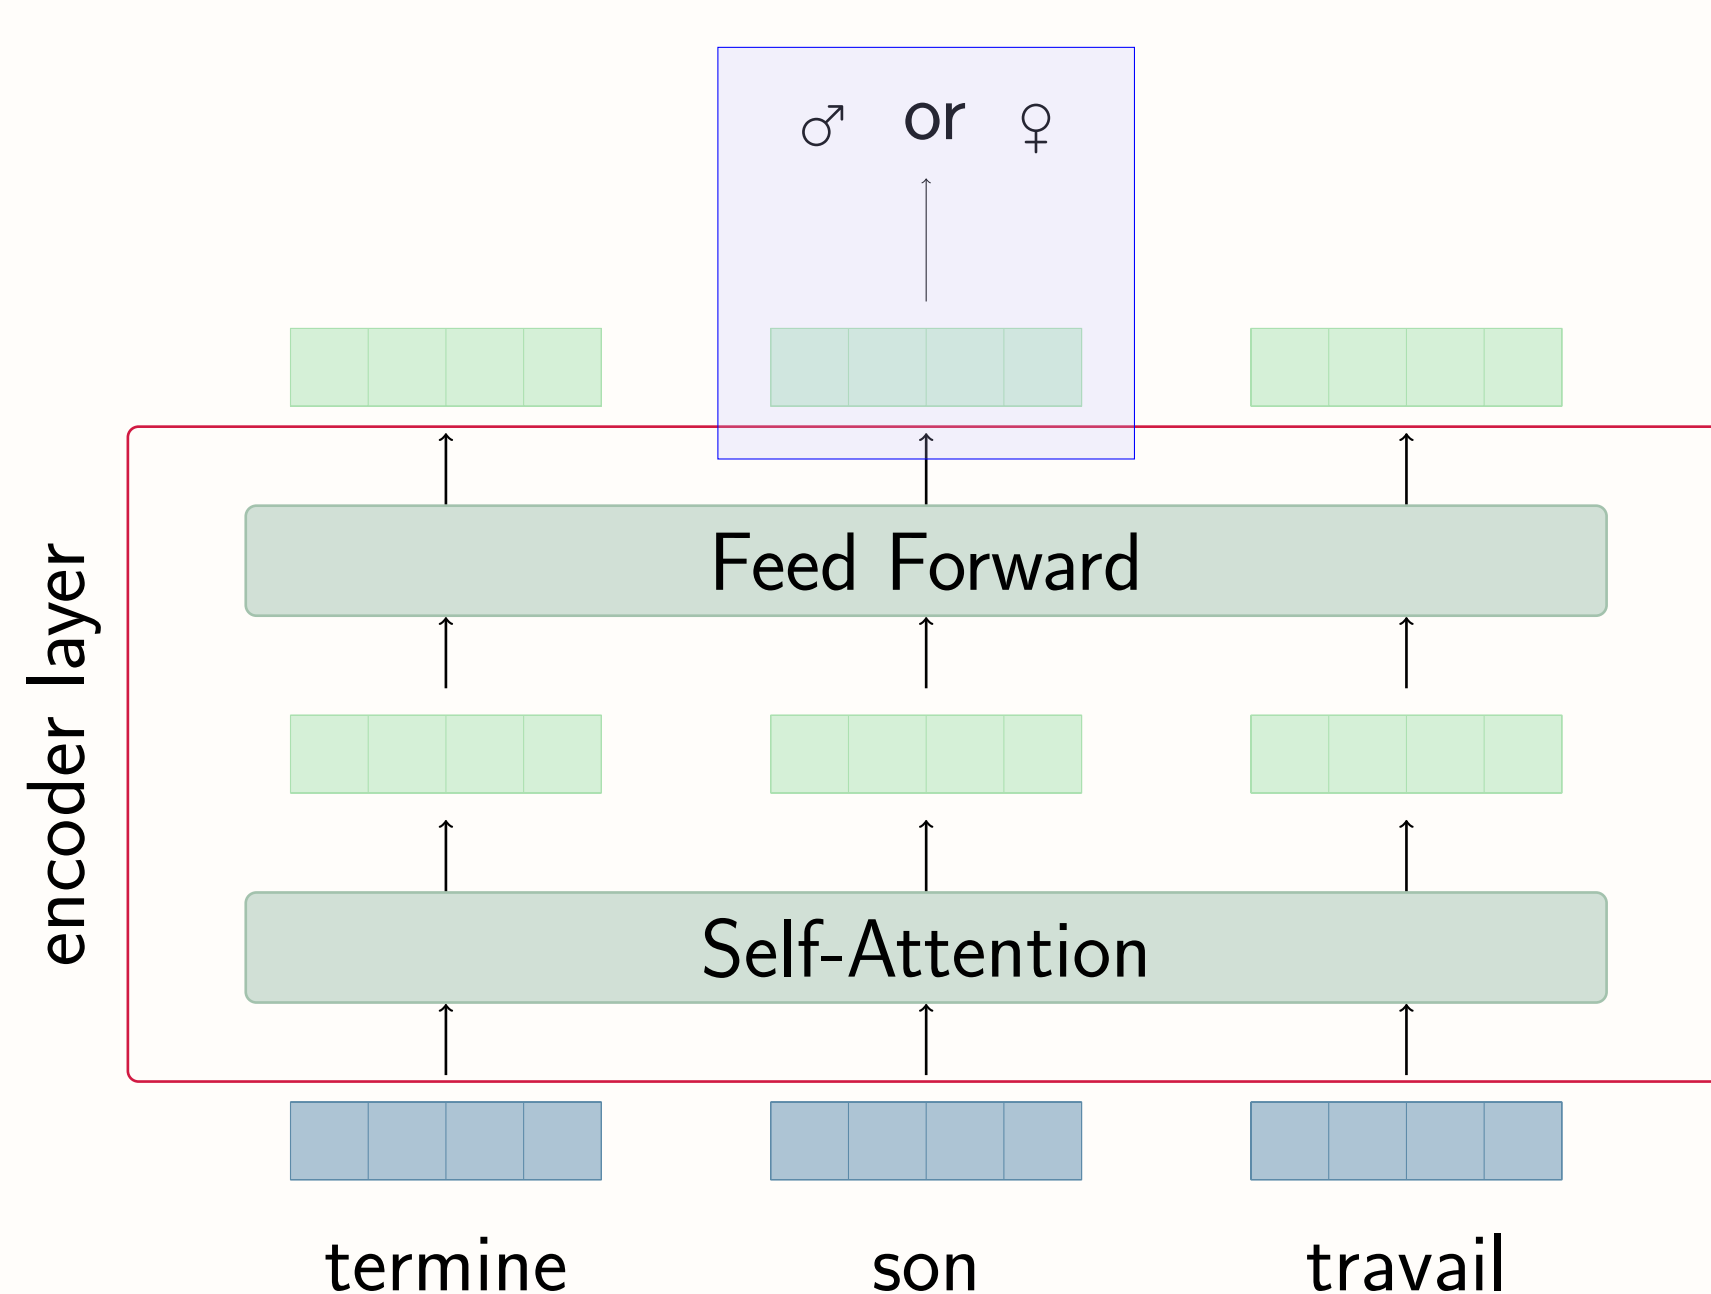 ♂ or ♀
encoder layer
Feed Forward
Self-Attention
termine son travail